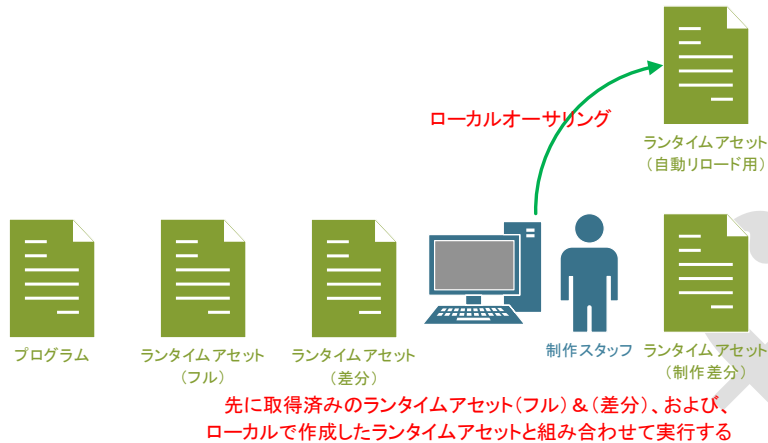 ローカルオーサリング
ランタイムアセット
（自動リロード用）
プログラム
ランタイムアセット
（フル）
ランタイムアセット
（差分）
制作スタッフ
ランタイムアセット
（制作差分）
先に取得済みのランタイムアセット（フル）＆（差分）、および、
ローカルで作成したランタイムアセットと組み合わせて実行する